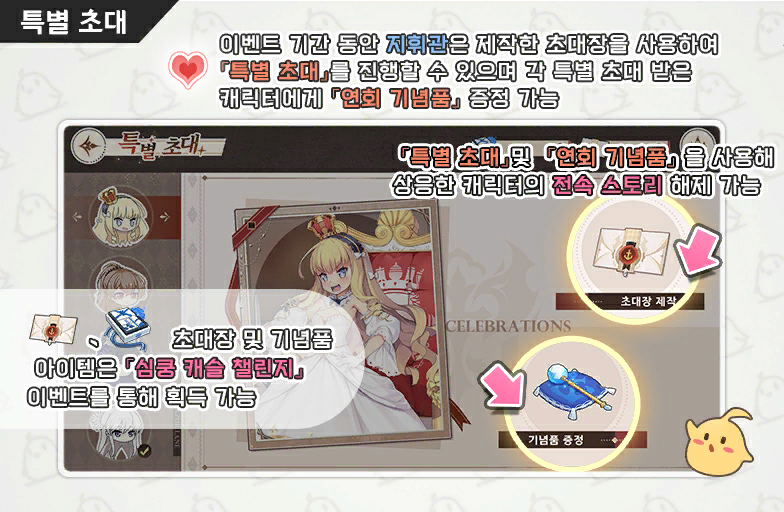 특별 초대
이벤트 기간 동안 지휘관은 제작한 초대장을 사용하여
「특별 초대」를 진행할 수 있으며 각 특별 초대 받은
캐릭터에게 「연회 기념품」 증정 가능
특별 초대
「특별 초대」및 「연회 기념품」을 사용해
상응한 캐릭터의 전속 스토리 해제 가능
초대장 제작
CELEBRATIONS
、 초대장 및 기념품
아이템은 「심쿵 캐슬 챌린지」
이벤트를 통해 획득 가능
기념품 증정